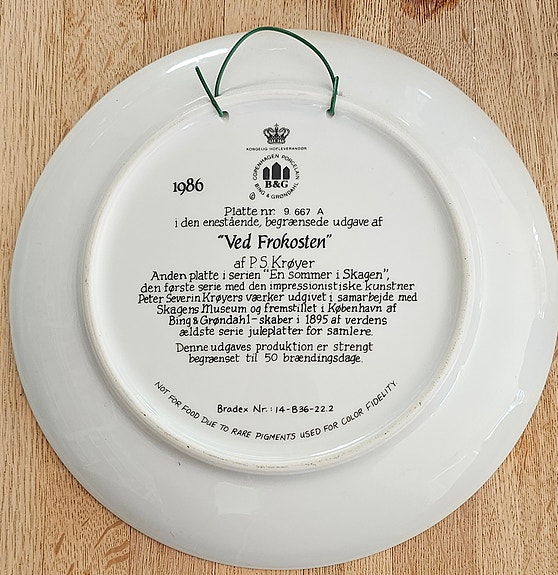 KONGELIG HOFLEVERANDØR
COPENHAGEN PORCELAIN
B&G
BING & GRØNDAHL
©
1986
Platte nr. 9. 667 A
i den enestående, begrænsede udgave af
"Ved Frokosten"
af P.S. Krøyer
Anden platte i serien "En sommer i Skagen",
den første serie med den impressionistiske kunstner
Peter Severin Krøyers værker udgivet i samarbejde med
Skagens Museum og fremstillet i København af
Bing & Grøndahl - skaber i 1895 af verdens
ældste serie juleplatter for samlere.
Denne udgaves produktion er strengt
begrænset til 50 brændingsdage.
Bradex Nr.: 14-B36-22.2
NOT FOR FOOD DUE TO RARE PIGMENTS USED FOR COLOR FIDELITY.